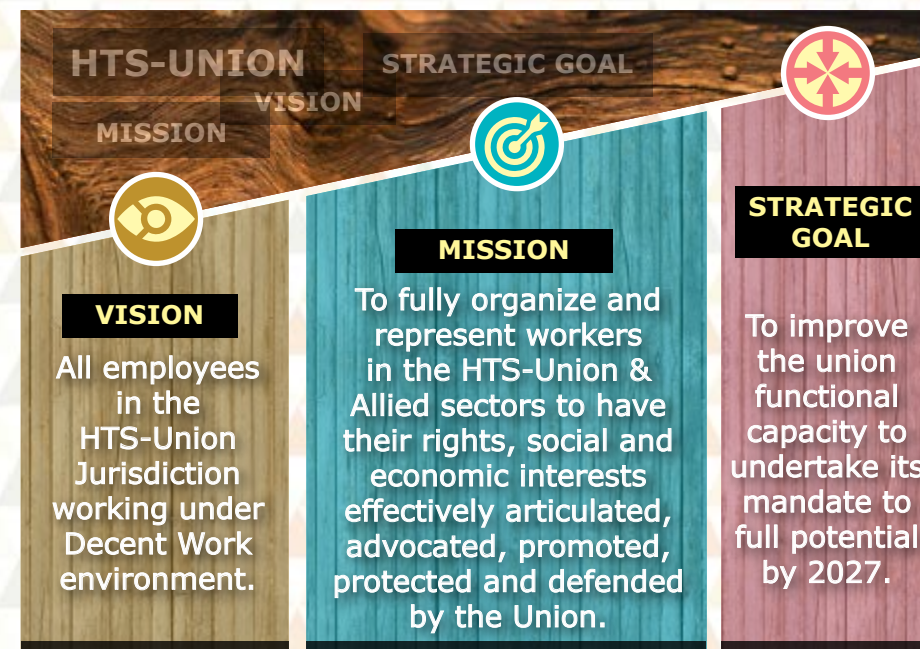 HTS-UNION
STRATEGIC GOAL
VISION
MISSION
VISION
All employees
in the
HTS-Union
Jurisdiction
working under
Decent Work
environment.
MISSION
To fully organize and
represent workers
in the HTS-Union &
Allied sectors to have
their rights, social and
economic interests
effectively articulated,
advocated, promoted,
protected and defended
by the Union.
STRATEGIC
GOAL
To improve
the union
functional
capacity to
undertake its
mandate to
full potential
by 2027.